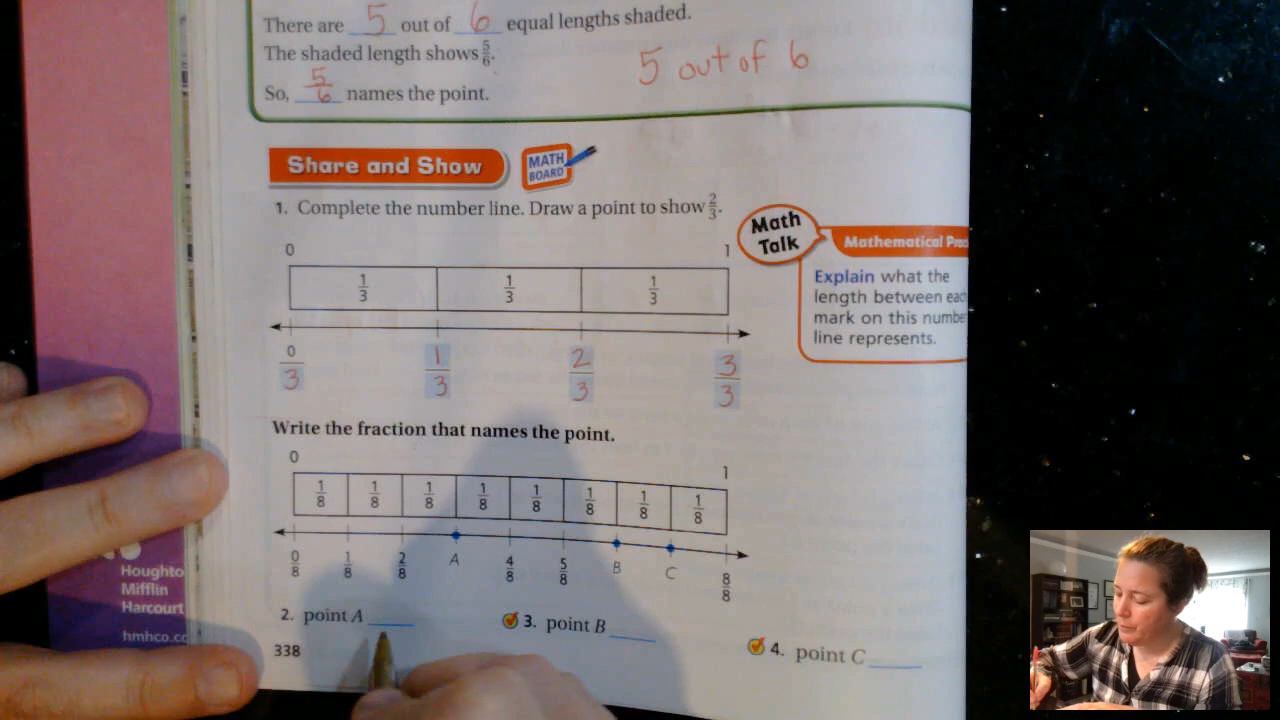 There are 5 out of 6 equal lengths shaded.
The shaded length shows 5/6.
So, 5/6 names the point.
5 out of 6
Share and Show
MATH BOARD
1. Complete the number line. Draw a point to show 2/3.
Math Talk
Mathematical
Explain what the
length between each
mark on this number
line represents.
0 1
1/3 1/3 1/3
0/3 1/3 2/3 3/3
Write the fraction that names the point.
0 1
1/8 1/8 1/8 1/8 1/8 1/8 1/8 1/8
0/8 1/8 2/8 A 4/8 5/8 B C 8/8
2. point A
3. point B
4. point C
338
Houghto
Mifflin
Harcourt
hmhco.co